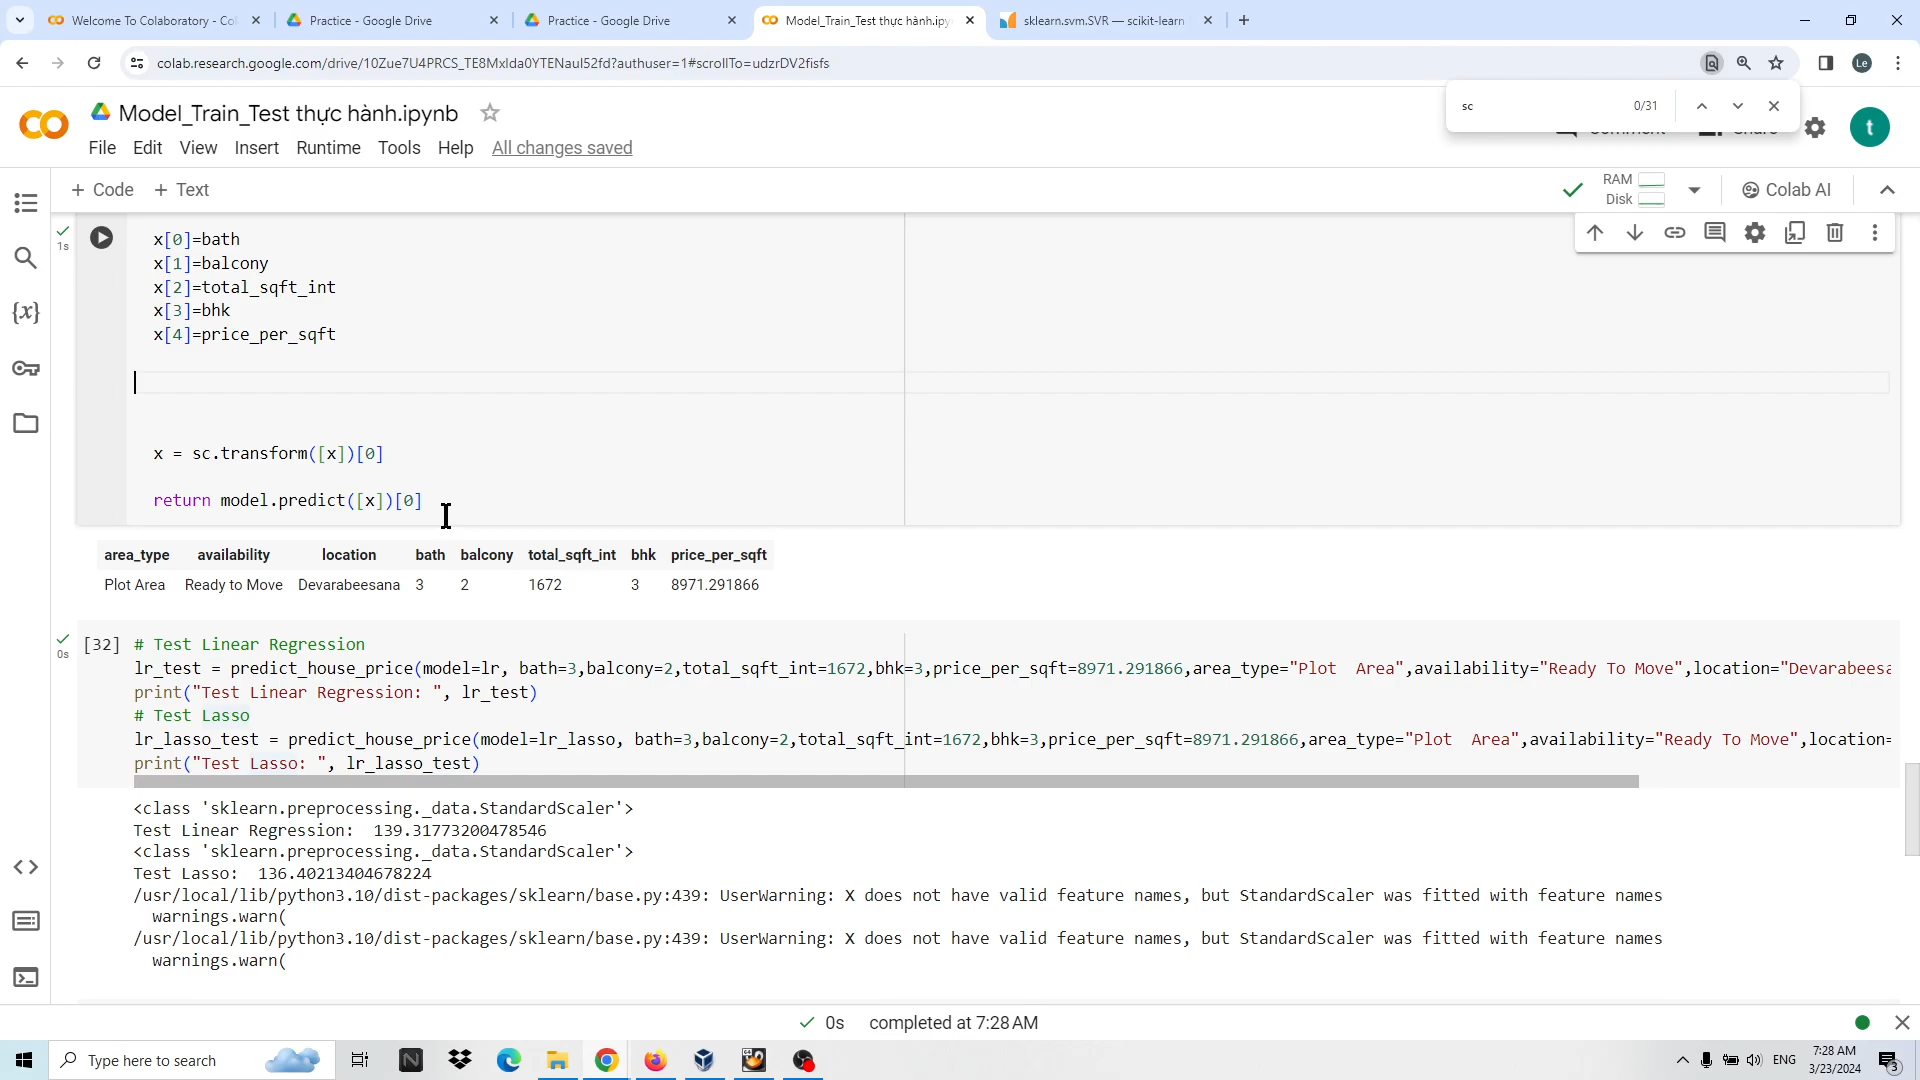 Welcome To Colaboratory - Co
Practice - Google Drive
Practice - Google Drive
Model_Train_Test thực hành.ipy
sklearn.svm.SVR — scikit-learn
colab.research.google.com/drive/10Zue7U4PRCS_TE8MxIda0YTENaul52fd?authuser=1#scrollTo=udzrDV2fisfs
Le
sc 0/31
Model_Train_Test thực hành.ipynb
Comment Share t
File Edit View Insert Runtime Tools Help All changes saved
+ Code + Text
RAM
Disk
Colab AI
1s
x[0]=bath
x[1]=balcony
x[2]=total_sqft_int
x[3]=bhk
x[4]=price_per_sqft
x = sc.transform([x])[0]
return model.predict([x])[0]
area_type availability location bath balcony total_sqft_int bhk price_per_sqft
Plot Area Ready to Move Devarabeesana 3 2 1672 3 8971.291866
0s
[32] # Test Linear Regression
lr_test = predict_house_price(model=lr, bath=3,balcony=2,total_sqft_int=1672,bhk=3,price_per_sqft=8971.291866,area_type="Plot  Area",availability="Ready To Move",location="Devarabeesa
print("Test Linear Regression: ", lr_test)
# Test Lasso
lr_lasso_test = predict_house_price(model=lr_lasso, bath=3,balcony=2,total_sqft_int=1672,bhk=3,price_per_sqft=8971.291866,area_type="Plot  Area",availability="Ready To Move",location=
print("Test Lasso: ", lr_lasso_test)
<class 'sklearn.preprocessing._data.StandardScaler'>
Test Linear Regression:  139.31773200478546
<class 'sklearn.preprocessing._data.StandardScaler'>
Test Lasso:  136.40213404678224
/usr/local/lib/python3.10/dist-packages/sklearn/base.py:439: UserWarning: X does not have valid feature names, but StandardScaler was fitted with feature names
warnings.warn(
/usr/local/lib/python3.10/dist-packages/sklearn/base.py:439: UserWarning: X does not have valid feature names, but StandardScaler was fitted with feature names
warnings.warn(
0s completed at 7:28 AM
Type here to search
ENG
7:28 AM
3/23/2024
3